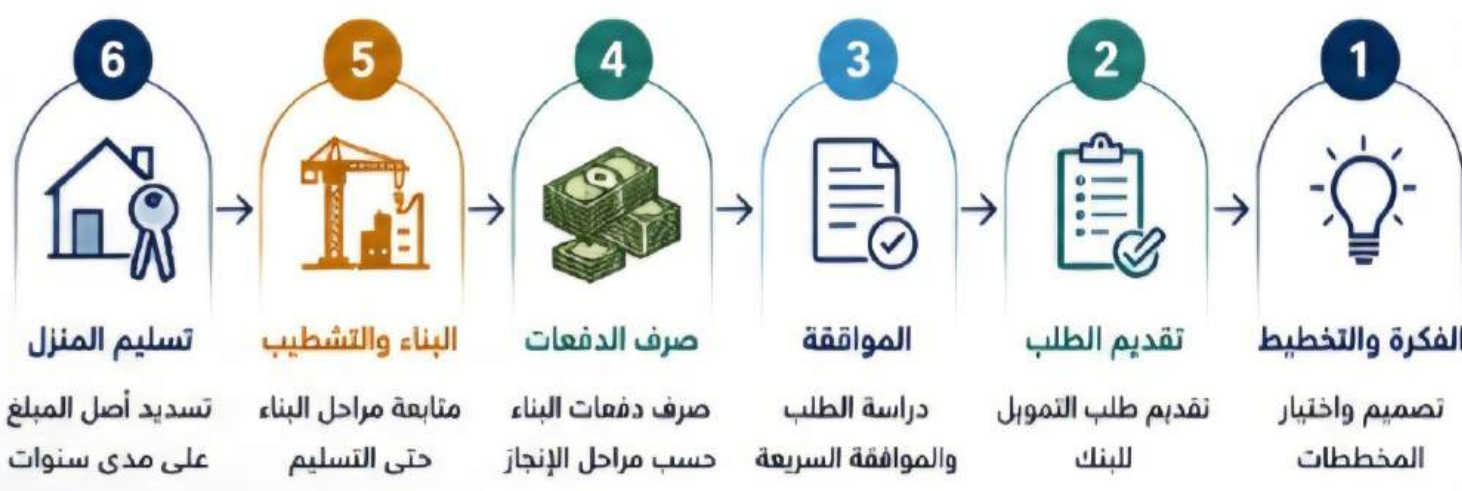 1
الفكرة والتخطيط
تصميم واختيار
المخططات
2
تقديم الطلب
تقديم طلب التمويل
للبنك
3
الموافقة
دراسة الطلب
والموافقة السريعة
4
صرف الدفعات
صرف دفعات البناء
حسب مراحل الإنجاز
5
البناء والتشطيب
متابعة مراحل البناء
حتى التسليم
6
تسليم المنزل
تسديد أصل المبلغ
على مدى سنوات